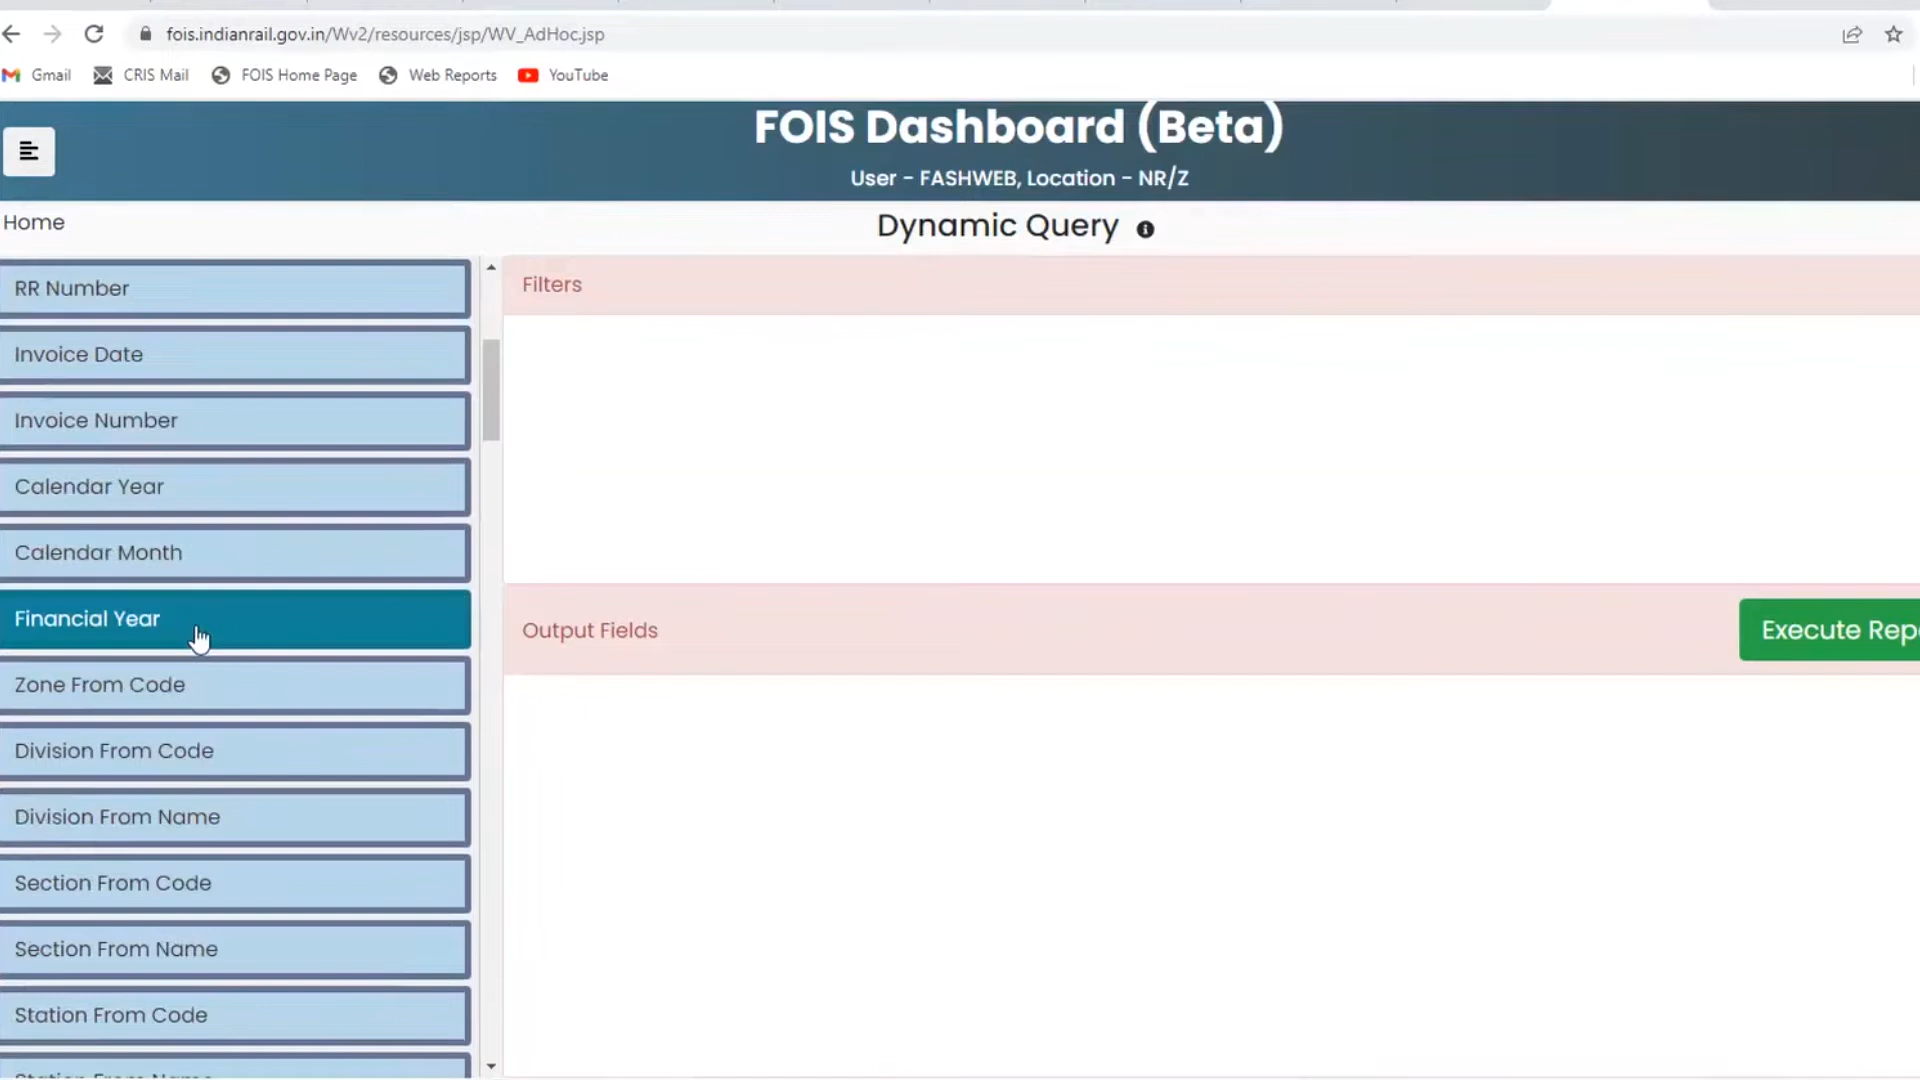 fois.indianrail.gov.in/Wv2/resources/jsp/WV_AdHoc.jsp
Gmail CRIS Mail FOIS Home Page Web Reports YouTube
FOIS Dashboard (Beta)
User - FASHWEB, Location - NR/Z
Home
Dynamic Query
RR Number
Invoice Date
Invoice Number
Calendar Year
Calendar Month
Financial Year
Zone From Code
Division From Code
Division From Name
Section From Code
Section From Name
Station From Code
Filters
Output Fields
Execute Rep